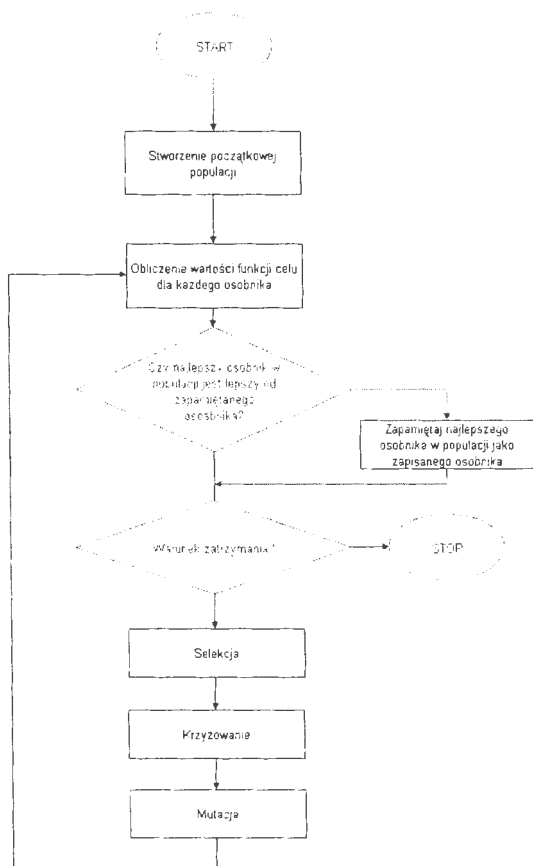 START
Stworzenie początkowej
populacji
Obliczenie wartości funkcji celu
dla każdego osobnika
Czy najlepszy osobnik w
populacji jest lepszy od
zapamiętanego
osobnika?
Zapamiętaj najlepszego
osobnika w populacji jako
zapisanego osobnika
Warunek zatrzymania?
STOP
Selekcja
Krzyżowanie
Mutacja